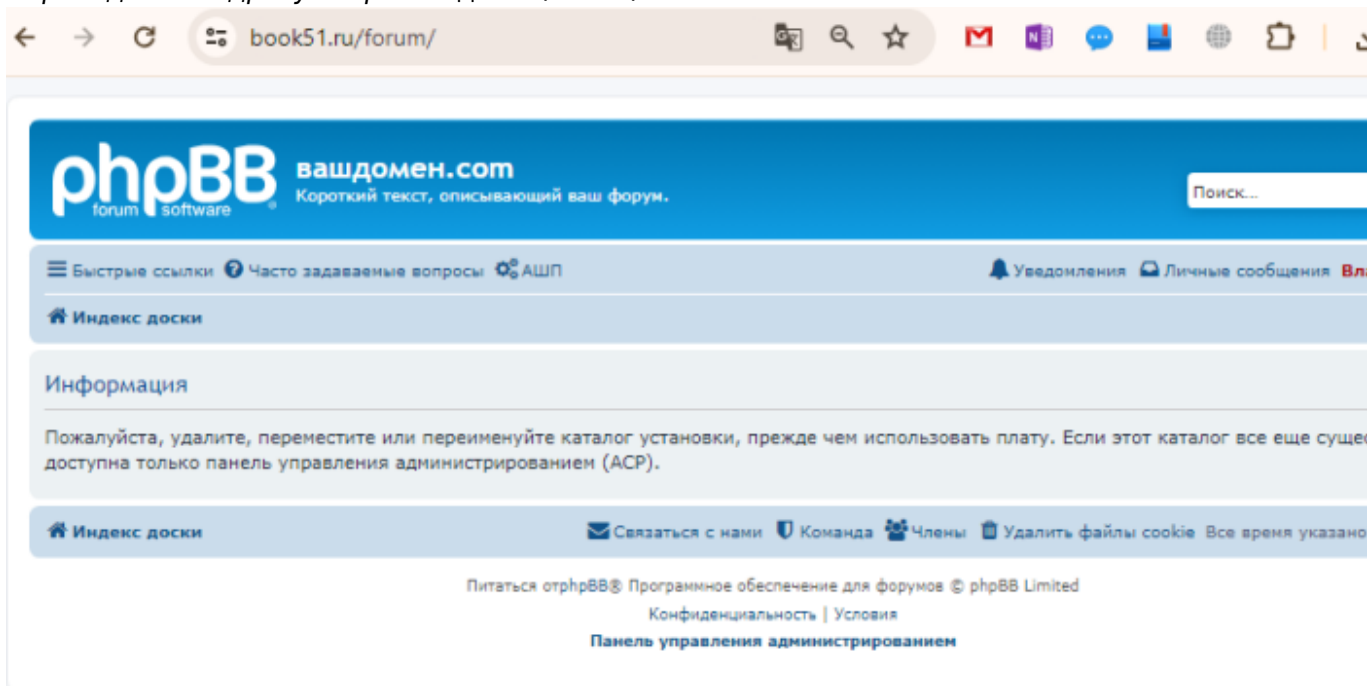 book51.ru/forum/
phpBB
forum software
вашдомен.com
Короткий текст, описывающий ваш форум.
Поиск...
Быстрые ссылки Часто задаваемые вопросы АШП
Уведомления Личные сообщения
Индекс доски
Информация
Пожалуйста, удалите, переместите или переименуйте каталог установки, прежде чем использовать плату. Если этот каталог все еще
доступна только панель управления администрированием (ACP).
Индекс доски
Связаться с нами Команда Члены Удалить файлы cookie Все время указано
Питаться отphpBB® Программное обеспечение для форумов © phpBB Limited
Конфиденциальность | Условия
Панель управления администрированием